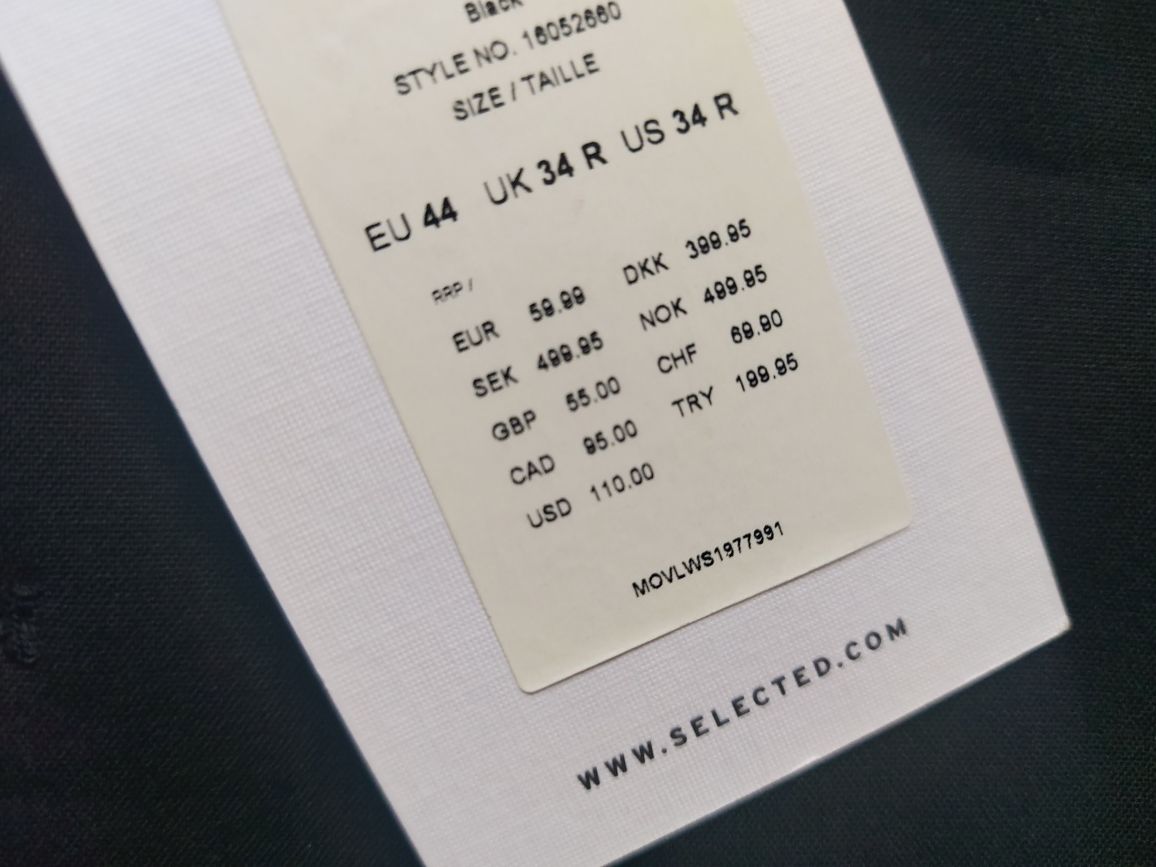 Black
STYLE NO. 16052660
SIZE / TAILLE
EU 44 UK 34 R US 34 R
RRP /
EUR 59.99 DKK 399.95
SEK 499.95 NOK 499.95
GBP 55.00 CHF 69.90
CAD 95.00 TRY 199.95
USD 110.00
MOVLWS1977991
WWW.SELECTED.COM